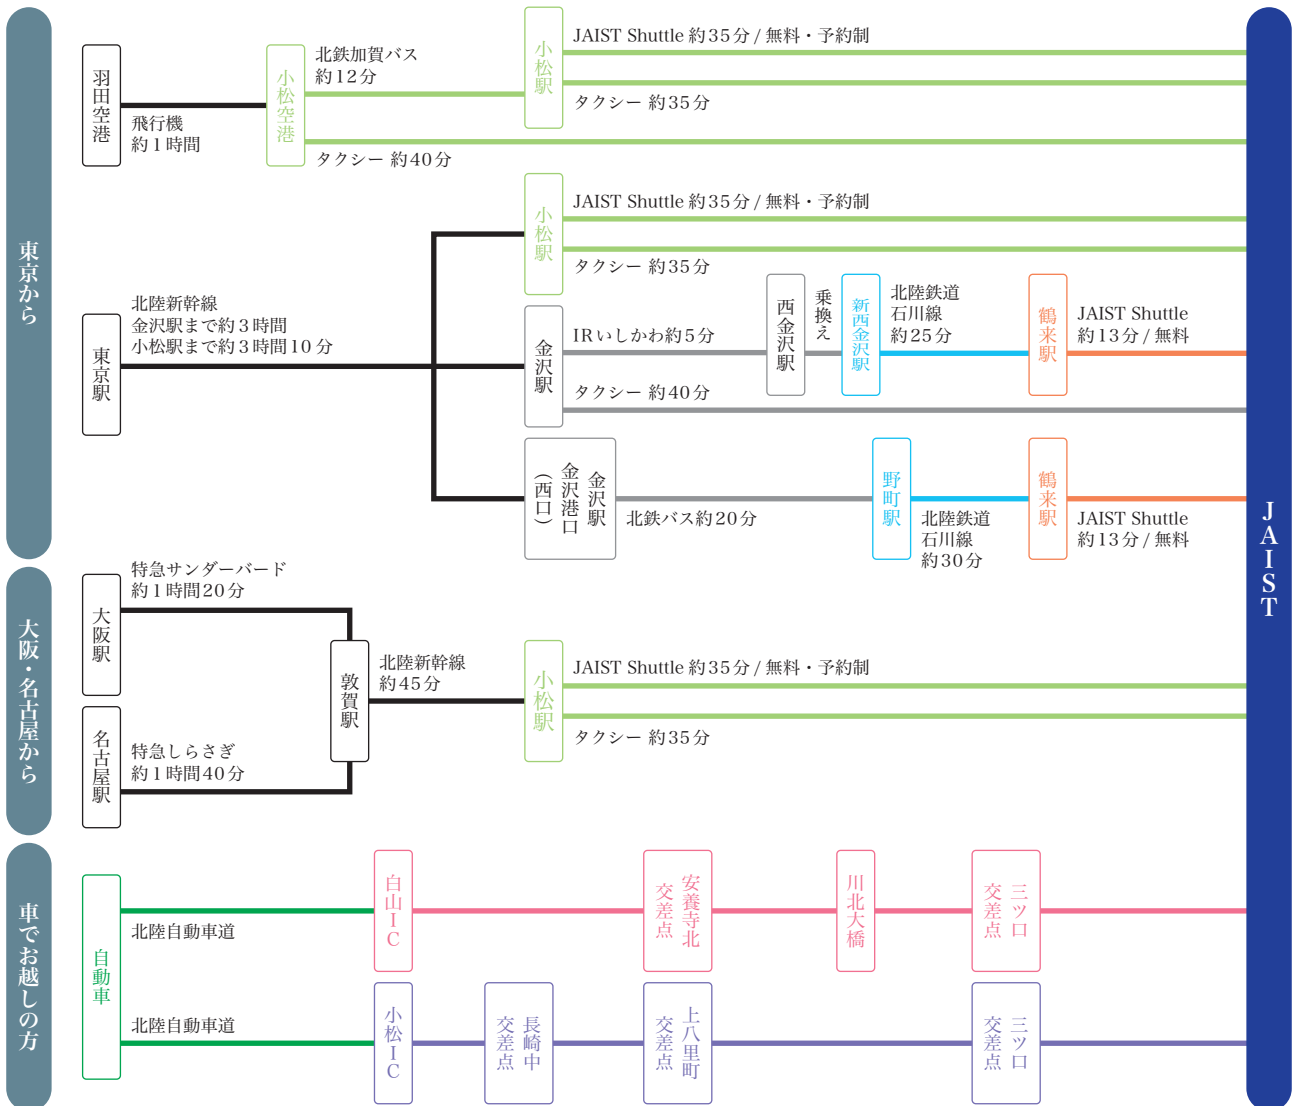 東京から
羽田空港
飛行機
約1時間
小松空港
北鉄加賀バス
約12分
小松駅
JAIST Shuttle 約35分 / 無料・予約制
タクシー 約35分
タクシー 約40分
東京駅
北陸新幹線
金沢駅まで約3時間
小松駅まで約3時間10分
小松駅
JAIST Shuttle 約35分 / 無料・予約制
タクシー 約35分
金沢駅
IRいしかわ約5分
西金沢駅
乗換え
新西金沢駅
北陸鉄道
石川線
約25分
鶴来駅
JAIST Shuttle
約13分 / 無料
タクシー 約40分
金沢駅
金沢港口
(西口)
北鉄バス約20分
野町駅
北陸鉄道
石川線
約30分
鶴来駅
JAIST Shuttle
約13分 / 無料
大阪・名古屋から
大阪駅
特急サンダーバード
約1時間20分
名古屋駅
特急しらさぎ
約1時間40分
敦賀駅
北陸新幹線
約45分
小松駅
JAIST Shuttle 約35分 / 無料・予約制
タクシー 約35分
車でお越しの方
自動車
北陸自動車道
白山IC
安養寺北
交差点
川北大橋
三ツ口
交差点
北陸自動車道
小松IC
長崎中
交差点
上八里町
交差点
三ツ口
交差点
JAIST